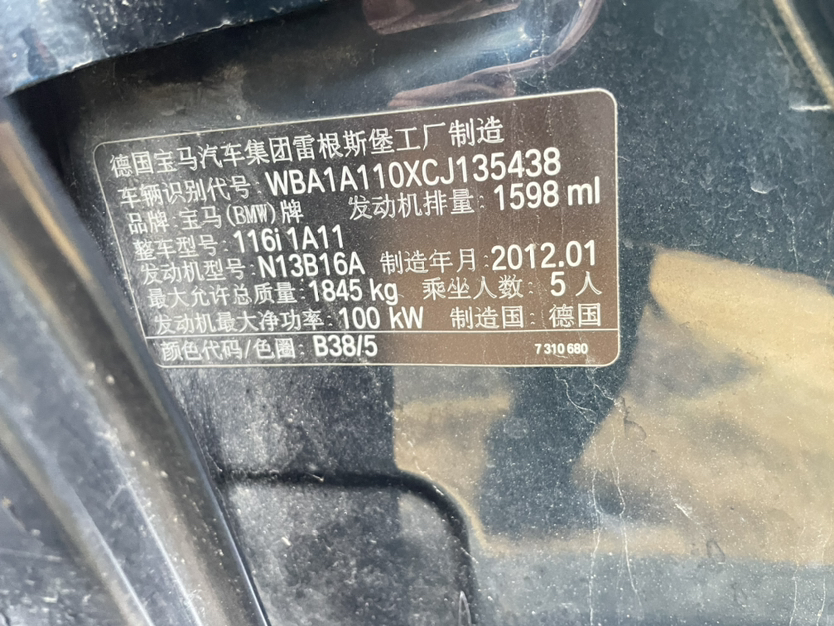 德国宝马汽车集团雷根斯堡工厂制造
车辆识别代号: WBA1A110XCJ135438
品牌: 宝马(BMW)牌 发动机排量: 1598 ml
整车型号: 116i 1A11
发动机型号: N13B16A 制造年月: 2012.01
最大允许总质量: 1845 kg 乘坐人数: 5 人
发动机最大净功率: 100 kW 制造国: 德国
颜色代码/色圈: B38/5 7 310 680